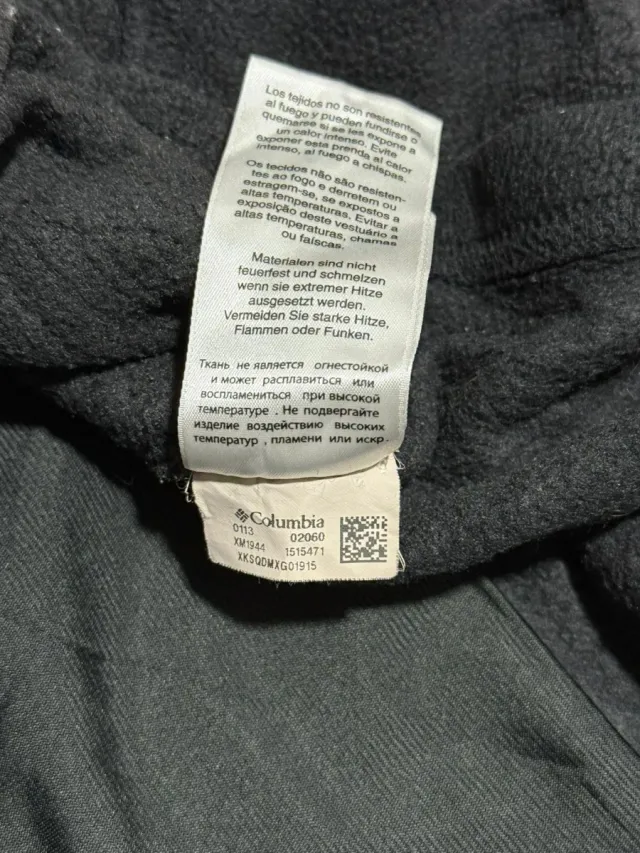 Los tejidos no son resistentes
al fuego y pueden fundirse o
quemarse si se les expone a
un calor intenso. Evite
exponer esta prenda al calor
intenso, al fuego a chispas.
Os tecidos não são resisten-
tes ao fogo e derretem ou
estragem-se, se expostos a
altas temperaturas. Evitar a
exposição deste vestuário a
altas temperaturas, chamas
ou faíscas.
Materialen sind nicht
feuerfest und schmelzen
wenn sie extremer Hitze
ausgesetzt werden.
Vermeiden Sie starke Hitze,
Flammen oder Funken.
Ткань не является огнестойкой
и может расплавиться или
воспламениться при высокой
температуре . Не подвергайте
изделие воздействию высоких
температур , пламени или искр.
Columbia
0113 02060
XM1944 1515471
XKSQDMXG01915